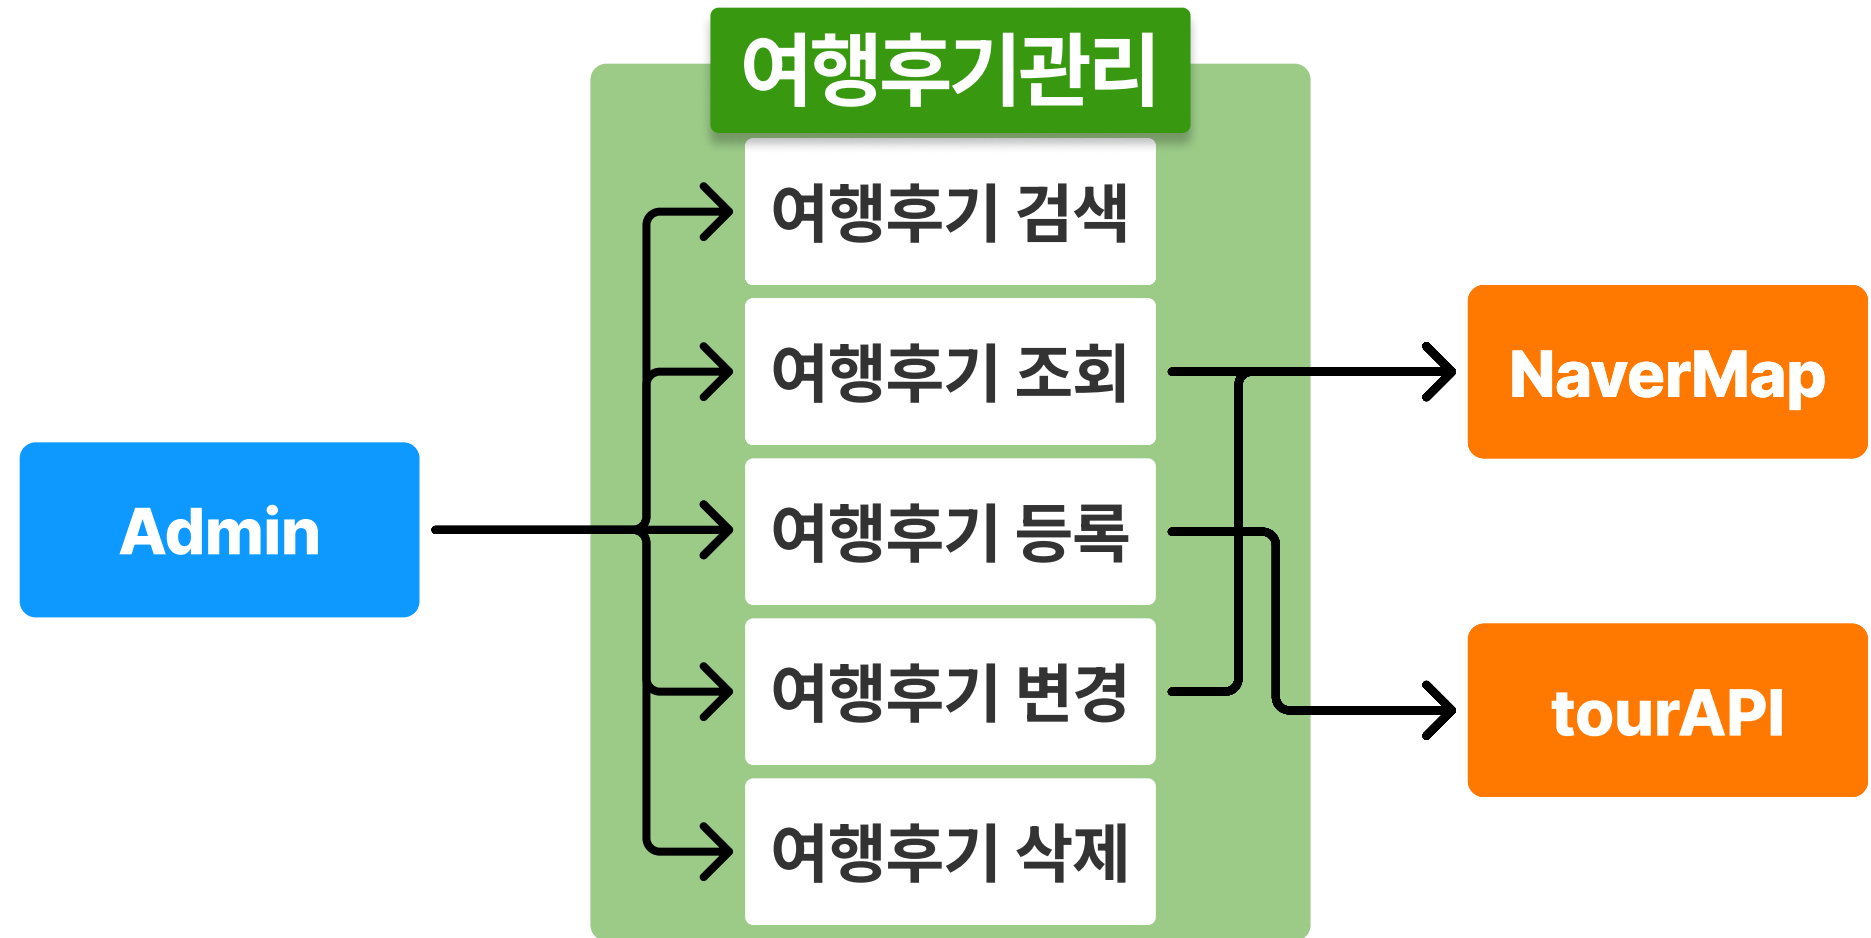 여행후기관리
여행후기 검색
여행후기 조회
NaverMap
Admin
여행후기 등록
여행후기 변경
tourAPI
여행후기 삭제